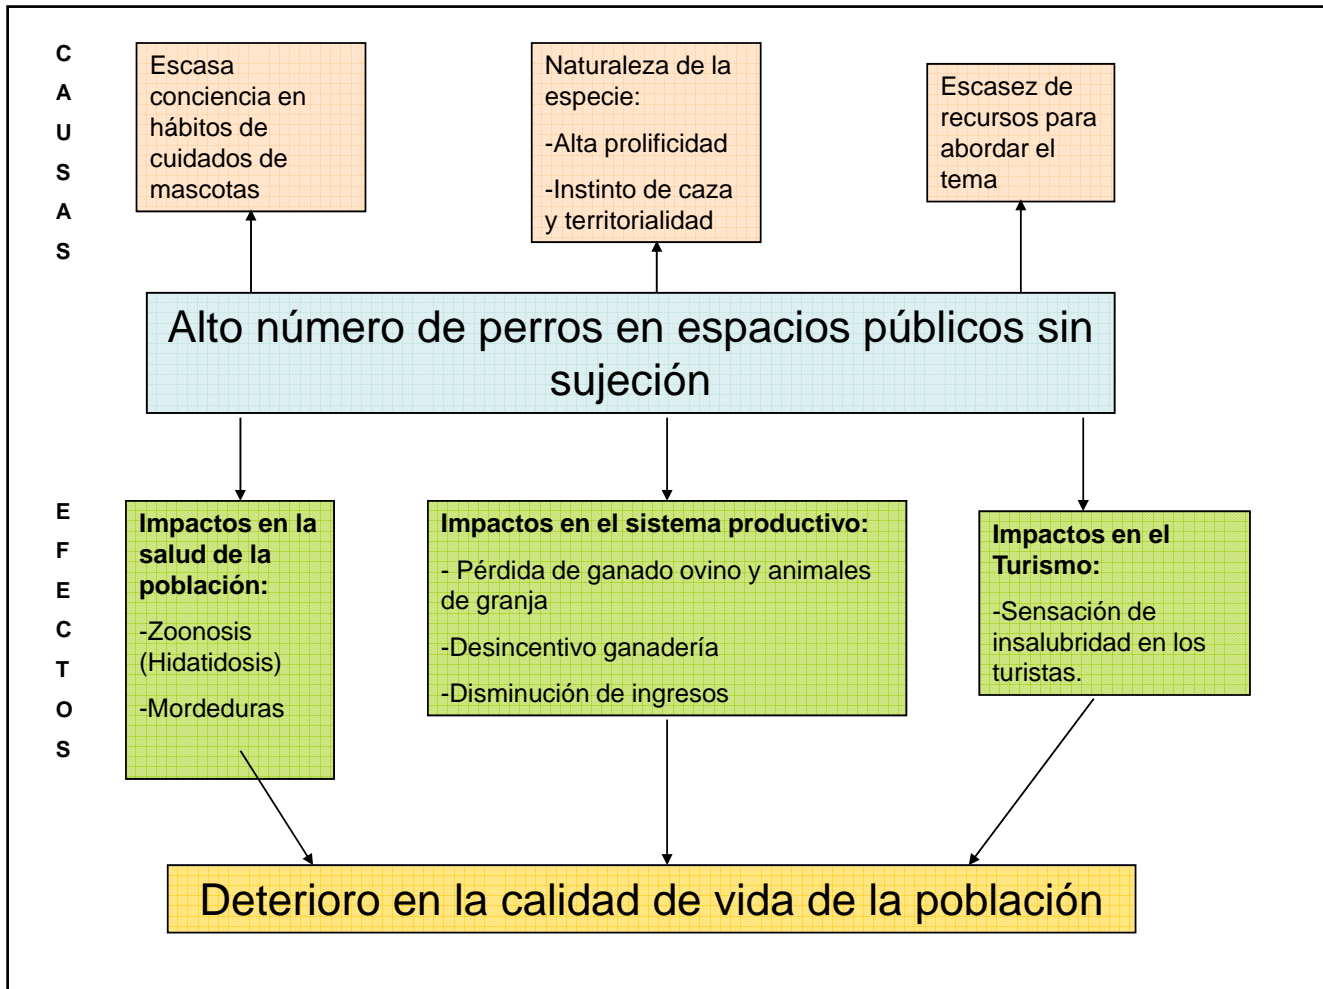 CAUSAS
Escasa
conciencia en
hábitos de
cuidados de
mascotas
Naturaleza de la
especie:
-Alta prolificidad
-Instinto de caza
y territorialidad
Escasez de
recursos para
abordar el
tema
Alto número de perros en espacios públicos sin
sujeción
EFECTOS
Impactos en la
salud de la
población:
-Zoonosis
(Hidatidosis)
-Mordeduras
Impactos en el sistema productivo:
- Pérdida de ganado ovino y animales
de granja
-Desincentivo ganadería
-Disminución de ingresos
Impactos en el
Turismo:
-Sensación de
insalubridad en los
turistas.
Deterioro en la calidad de vida de la población